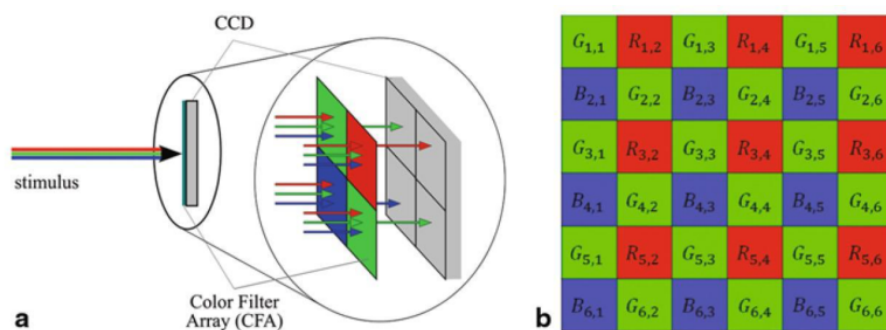 CCD
stimulus
Color Filter
Array (CFA)
a
b
G1,1 R1,2 G1,3 R1,4 G1,5 R1,6
B2,1 G2,2 B2,3 G2,4 B2,5 G2,6
G3,1 R3,2 G3,3 R3,4 G3,5 R3,6
B4,1 G4,2 B4,3 G4,4 B4,5 G4,6
G5,1 R5,2 G5,3 R5,4 G5,5 R5,6
B6,1 G6,2 B6,3 G6,4 B6,5 G6,6